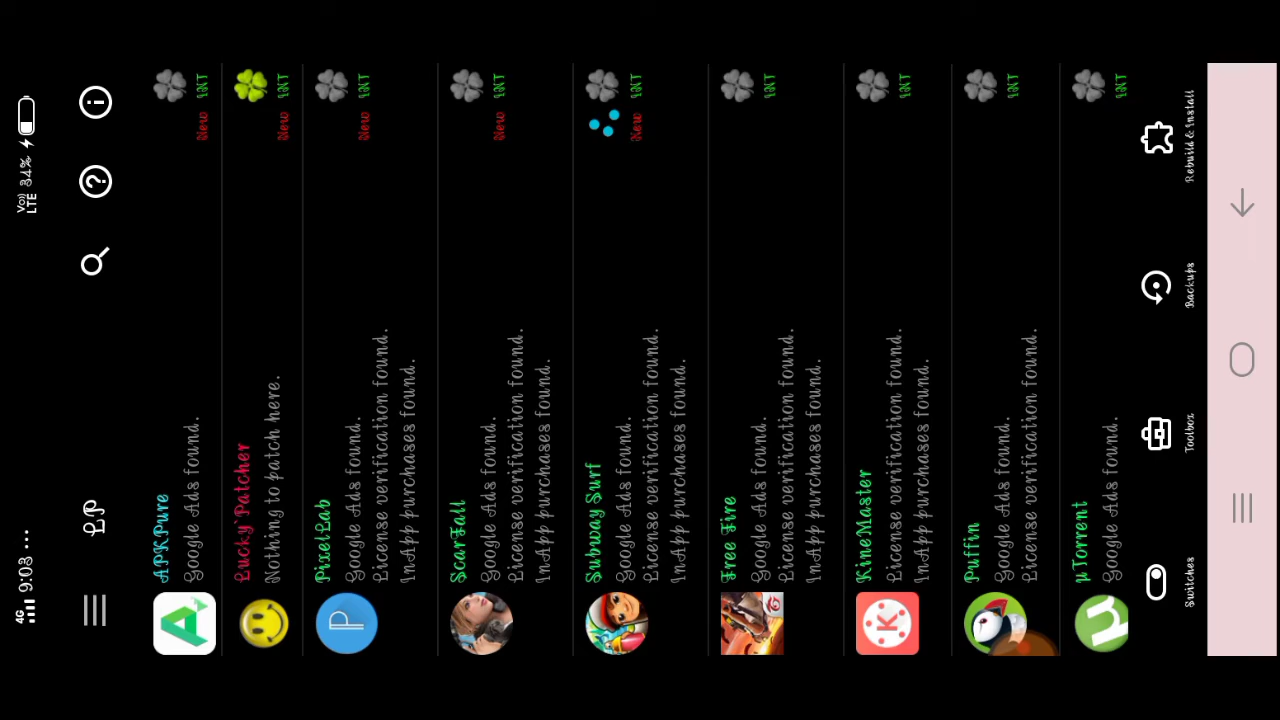 4G 9:03 ...
Vo)) LTE 34%
LP
APKPure
Google Ads found.
New INT
Lucky Patcher
Nothing to patch here.
New INT
PixelLab
Google Ads found.
License verification found.
InApp purchases found.
New INT
ScarFall
Google Ads found.
License verification found.
InApp purchases found.
New INT
Subway Surf
Google Ads found.
License verification found.
InApp purchases found.
New INT
Free Fire
Google Ads found.
License verification found.
InApp purchases found.
INT
KineMaster
License verification found.
InApp purchases found.
INT
Puffin
Google Ads found.
License verification found.
INT
µTorrent
Google Ads found.
INT
Switches
Toolbox
Backups
Rebuild & Install